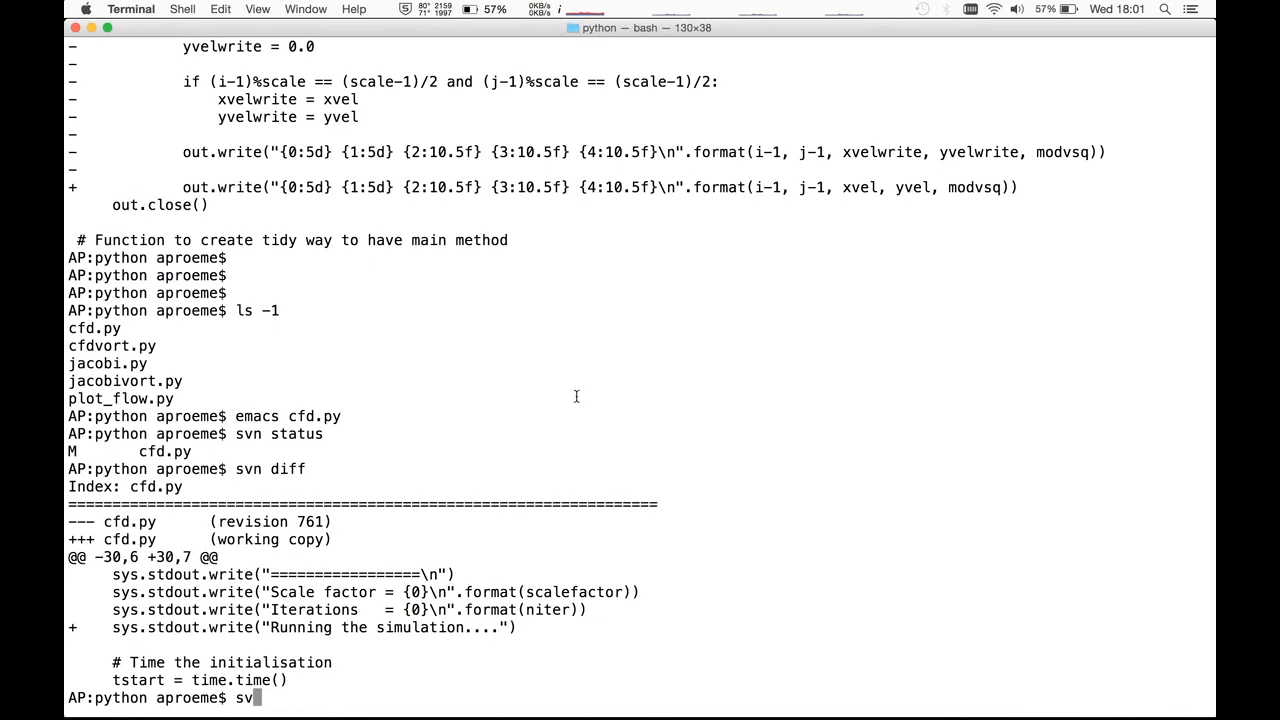 Terminal Shell Edit View Window Help 80° 2159 71° 1997 57% 0KB/s 0KB/s 57% Wed 18:01
python — bash — 130×38
-            yvelwrite = 0.0
-
-            if (i-1)%scale == (scale-1)/2 and (j-1)%scale == (scale-1)/2:
-                xvelwrite = xvel
-                yvelwrite = yvel
-
-            out.write("{0:5d} {1:5d} {2:10.5f} {3:10.5f} {4:10.5f}\n".format(i-1, j-1, xvelwrite, yvelwrite, modvsq))
-
+            out.write("{0:5d} {1:5d} {2:10.5f} {3:10.5f} {4:10.5f}\n".format(i-1, j-1, xvel, yvel, modvsq))
     out.close()
 # Function to create tidy way to have main method
AP:python aproeme$
AP:python aproeme$
AP:python aproeme$
AP:python aproeme$ ls -1
cfd.py
cfdvort.py
jacobi.py
jacobivort.py
plot_flow.py
AP:python aproeme$ emacs cfd.py
AP:python aproeme$ svn status
M       cfd.py
AP:python aproeme$ svn diff
Index: cfd.py
===================================================================
--- cfd.py      (revision 761)
+++ cfd.py      (working copy)
@@ -30,6 +30,7 @@
     sys.stdout.write("=================\n")
     sys.stdout.write("Scale factor = {0}\n".format(scalefactor))
     sys.stdout.write("Iterations   = {0}\n".format(niter))
+    sys.stdout.write("Running the simulation....")
     # Time the initialisation
     tstart = time.time()
AP:python aproeme$ sv